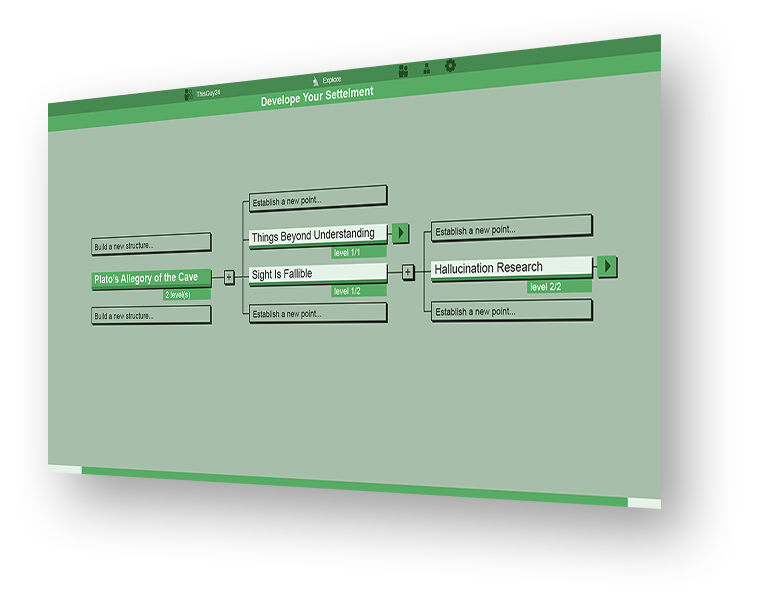 ThisGuy24
Explore
Develope Your Settelment
Establish a new point...
Build a new structure...
Things Beyond Understanding
level 1/1
Establish a new point...
Plato's Allegory of the Cave
2 level(s)
+
Sight Is Fallible
level 1/2
+
Hallucination Research
level 2/2
Build a new structure...
Establish a new point...
Establish a new point...